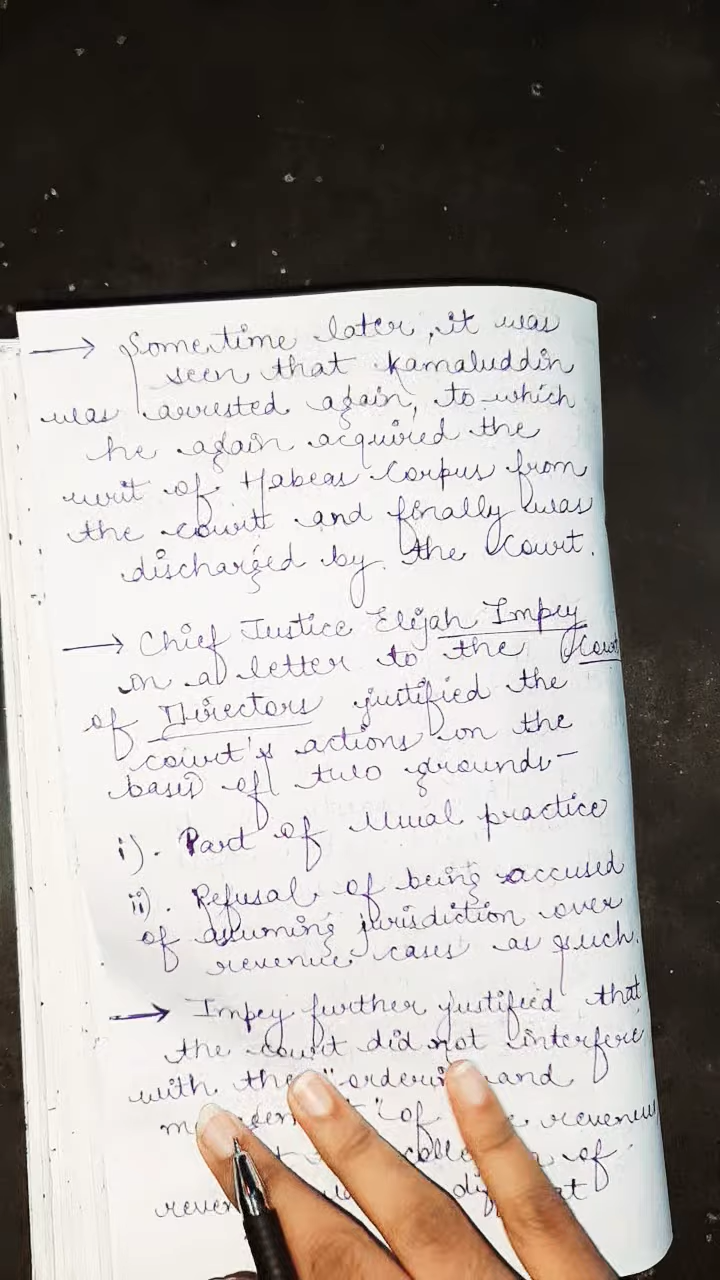 → Sometime later, it was
seen that Kamaluddin
was arrested again, to which
he again acquired the
writ of Habeas Corpus from
the court and finally was
discharged by the Court.
→ Chief Justice Elijah Impey
in a letter to the Court
of Directors justified the
court's actions on the
basis of two grounds-
i). Part of usual practice
ii). Refusal of being accused
of assuming jurisdiction over
revenue cases as such.
→ Impey further justified that
the court did not interfere
with the "ordering and
" of revenue
of